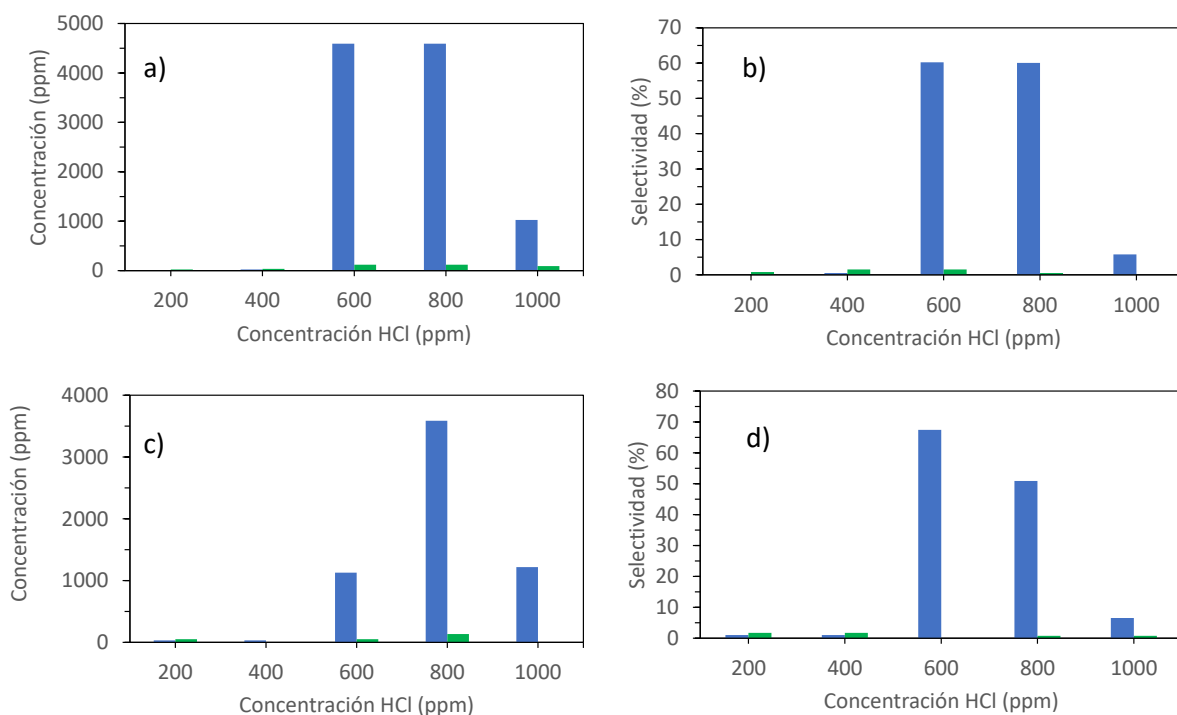 a)
Concentración (ppm)
5000
4000
3000
2000
1000
0
200 400 600 800 1000
Concentración HCl (ppm)
b)
Selectividad (%)
70
60
50
40
30
20
10
0
200 400 600 800 1000
Concentración HCl (ppm)
c)
Concentración (ppm)
4000
3000
2000
1000
0
200 400 600 800 1000
Concentración HCl (ppm)
d)
Selectividad (%)
80
70
60
50
40
30
20
10
0
200 400 600 800 1000
Concentración HCl (ppm)